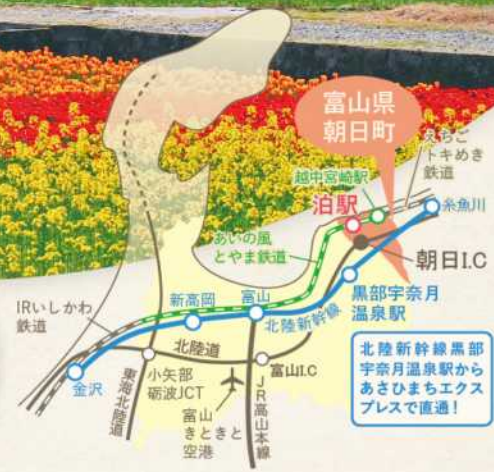 富山県
朝日町
えちご
トキめき
鉄道
越中宮崎駅
泊駅
糸魚川
あいの風
とやま鉄道
朝日I.C
黒部宇奈月
温泉駅
IRいしかわ
鉄道
新高岡
富山
北陸新幹線
北陸道
金沢
小矢部
砺波JCT
富山I.C
東海北陸道
富山
きときと
空港
JR高山本線
北陸新幹線黒部
宇奈月温泉駅から
あさひまちエクス
プレスで直通！